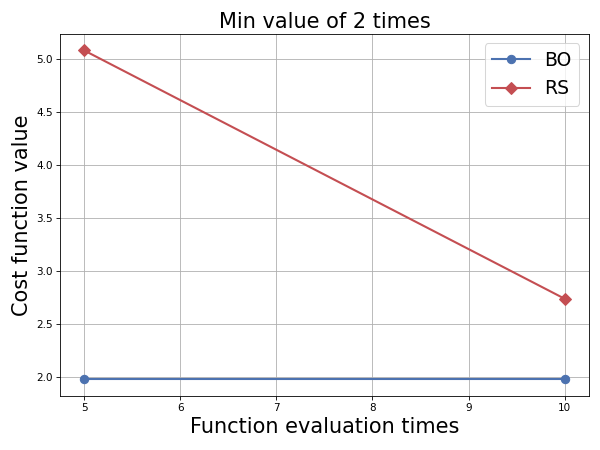 Min value of 2 times
BO
RS
Cost function value
5.0
4.5
4.0
3.5
3.0
2.5
2.0
5 6 7 8 9 10
Function evaluation times